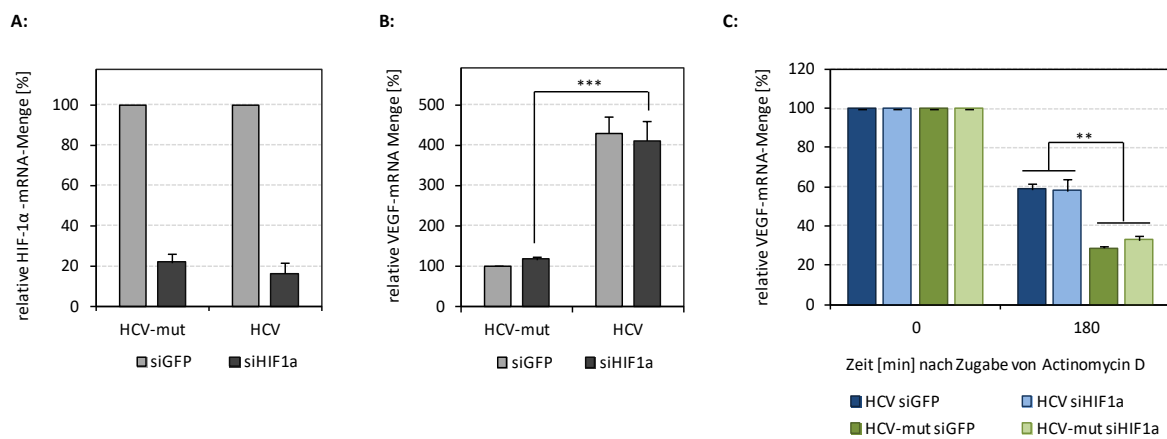 A:
relative HIF-1α-mRNA-Menge [%]
100
80
60
40
20
0
HCV-mut HCV
siGFP siHIF1a
B:
relative VEGF-mRNA Menge [%]
500
400
300
200
100
0
***
HCV-mut HCV
siGFP siHIF1a
C:
relative VEGF-mRNA-Menge [%]
120
100
80
60
40
20
0
**
0 180
Zeit [min] nach Zugabe von Actinomycin D
HCV siGFP HCV siHIF1a
HCV-mut siGFP HCV-mut siHIF1a